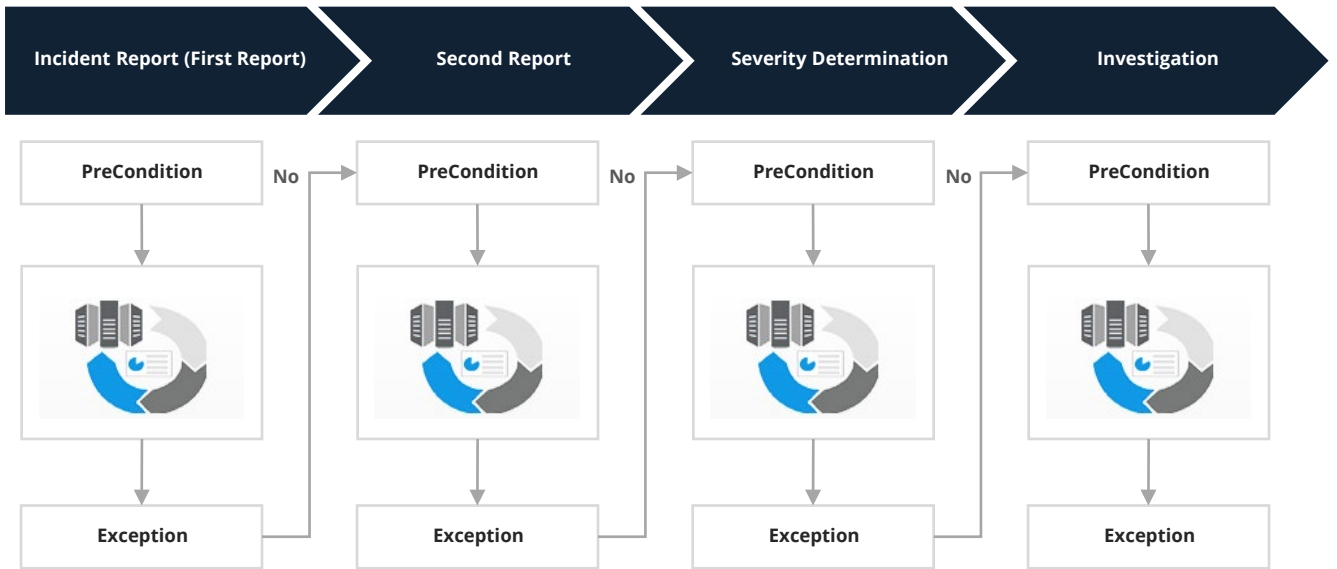 Incident Report (First Report)
Second Report
Severity Determination
Investigation
PreCondition
No
PreCondition
No
PreCondition
No
PreCondition
Exception
Exception
Exception
Exception